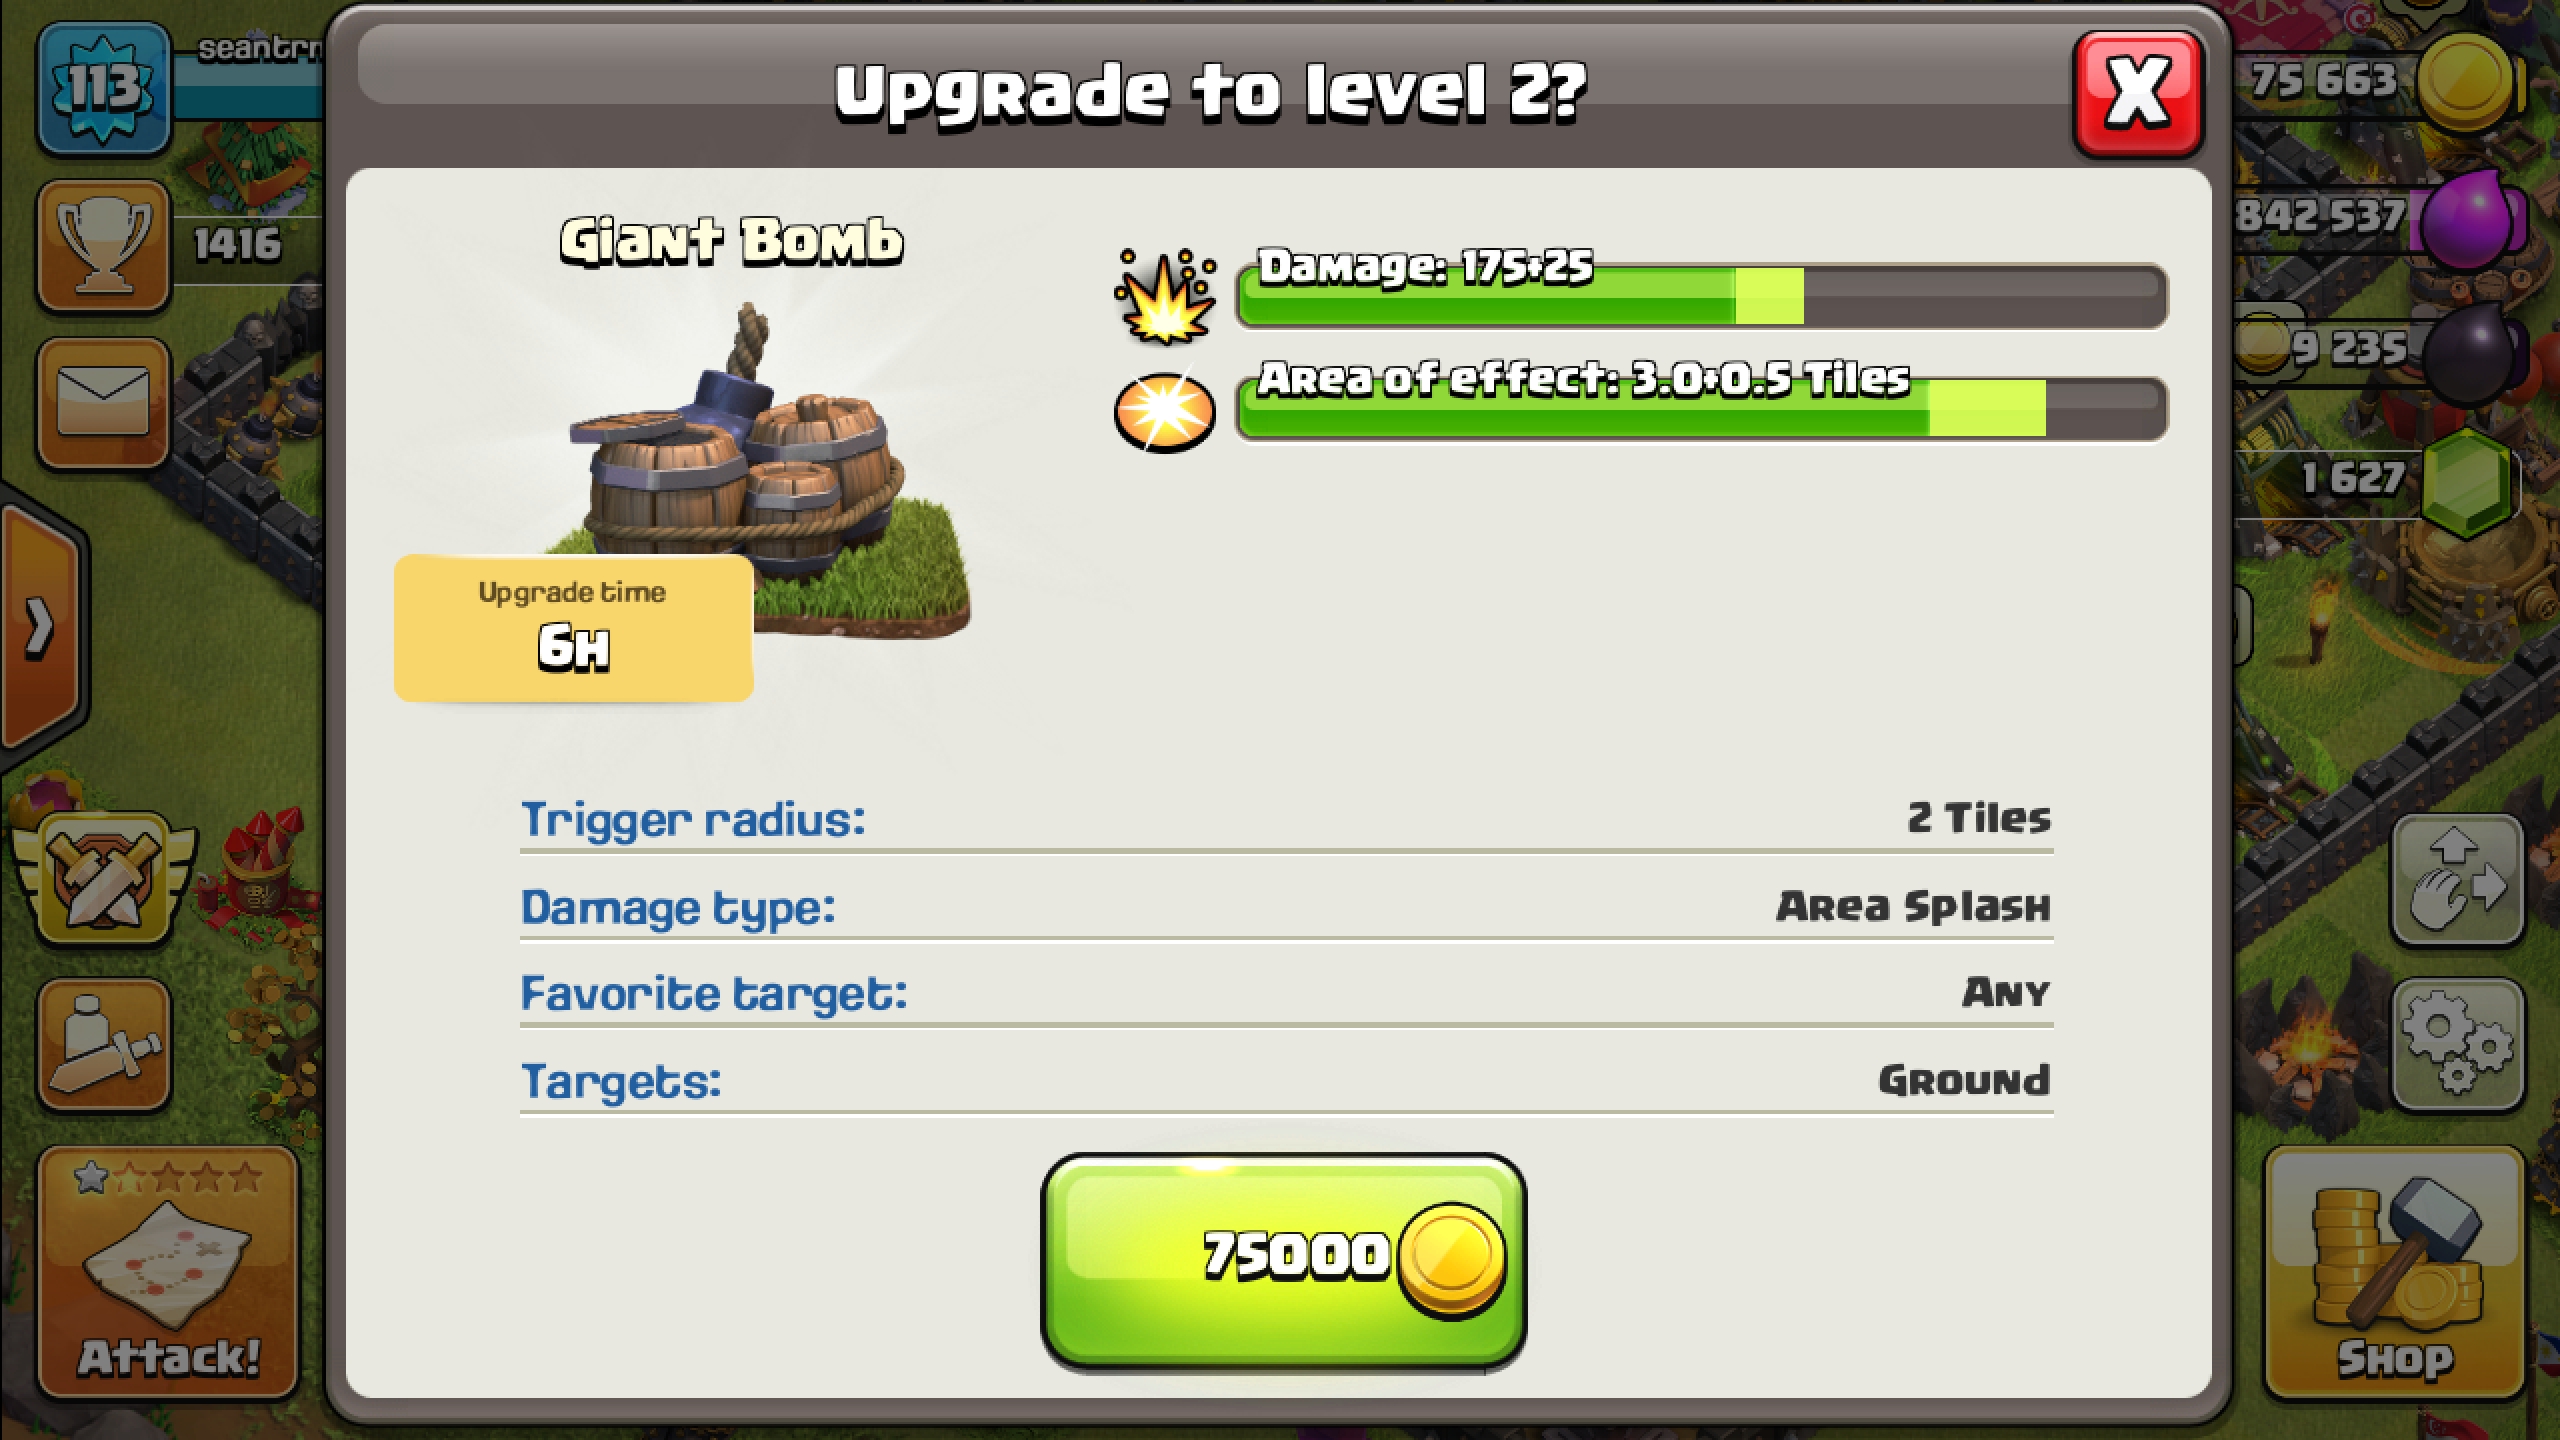 113
seantrn
Upgrade to level 2?
X
75 663
1416
842 537
9 235
1 627
Giant Bomb
Damage: 175+25
Area of effect: 3.0+0.5 Tiles
Upgrade time
6H
Trigger radius: 2 Tiles
Damage type: Area Splash
Favorite target: Any
Targets: Ground
75000
Attack!
Shop